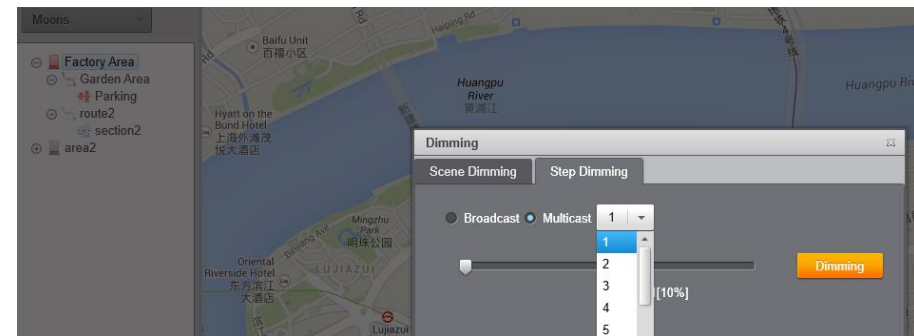 Moons
Factory Area
Garden Area
Parking
route2
section2
area2
Haiping Rd
Rd
Baifu Unit
百福小区
Huangpu
River
黄浦江
Huangpu
Hyatt on the
Bund Hotel
上海外滩茂
悦大酒店
Mingzhu
Park
明珠公园
Binjiang Ave
Oriental
Riverside Hotel
东方滨江
大酒店
LUJIAZUI
Lujiazui
Dimming
Scene Dimming
Step Dimming
Broadcast
Multicast
1
1
2
3
4
5
[10%]
Dimming